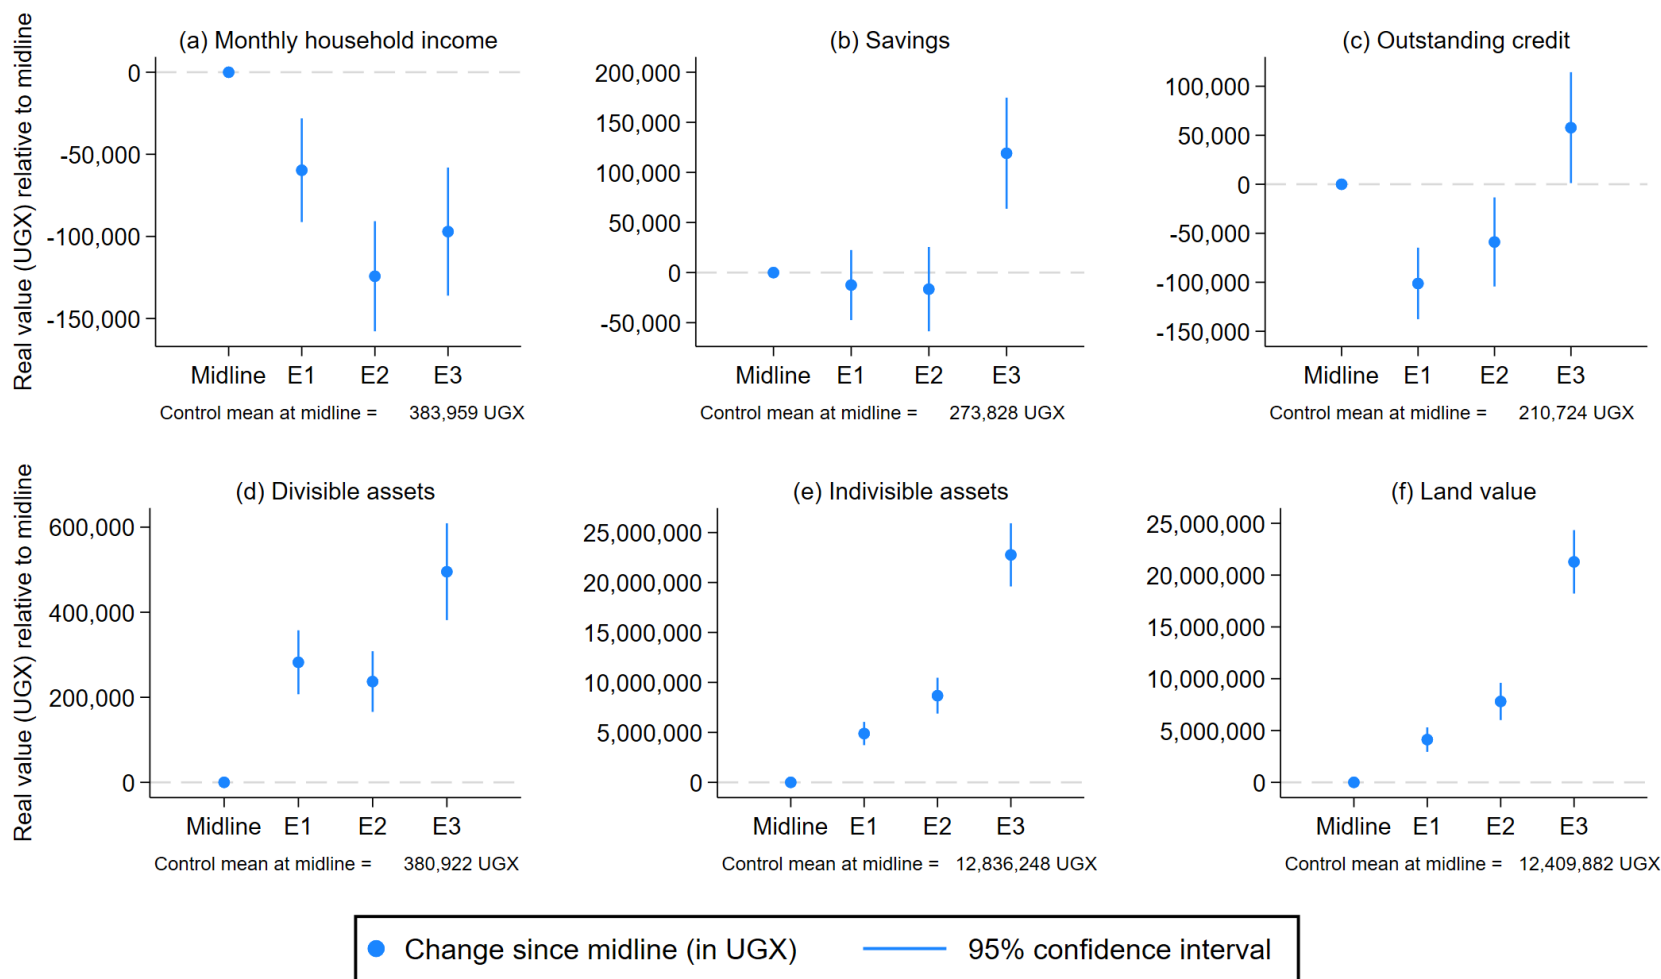 Real value (UGX) relative to midline
(a) Monthly household income
0
-50,000
-100,000
-150,000
Midline E1 E2 E3
Control mean at midline = 383,959 UGX
(b) Savings
200,000
150,000
100,000
50,000
0
-50,000
Midline E1 E2 E3
Control mean at midline = 273,828 UGX
(c) Outstanding credit
100,000
50,000
0
-50,000
-100,000
-150,000
Midline E1 E2 E3
Control mean at midline = 210,724 UGX
Real value (UGX) relative to midline
(d) Divisible assets
600,000
400,000
200,000
0
Midline E1 E2 E3
Control mean at midline = 380,922 UGX
(e) Indivisible assets
25,000,000
20,000,000
15,000,000
10,000,000
5,000,000
0
Midline E1 E2 E3
Control mean at midline = 12,836,248 UGX
(f) Land value
25,000,000
20,000,000
15,000,000
10,000,000
5,000,000
0
Midline E1 E2 E3
Control mean at midline = 12,409,882 UGX
Change since midline (in UGX) 95% confidence interval